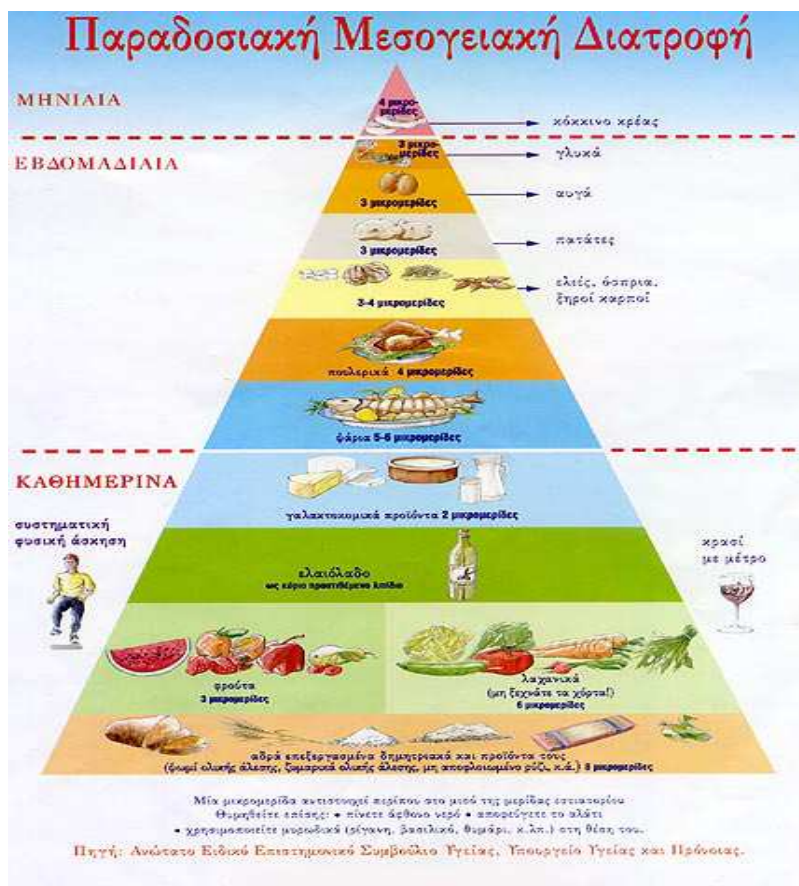 Παραδοσιακή Μεσογειακή Διατροφή
ΜΗΝΙΑΙΑ
4 μικρο-
μερίδες
κόκκινο κρέας
ΕΒΔΟΜΑΔΙΑΙΑ
3 μικρο-
μερίδες
γλυκά
3 μικρομερίδες
αυγά
3 μικρομερίδες
πατάτες
3-4 μικρομερίδες
ελιές, όσπρια,
ξηροί καρποί
πουλερικά 4 μικρομερίδες
ψάρια 5-6 μικρομερίδες
ΚΑΘΗΜΕΡΙΝΑ
γαλακτοκομικά προϊόντα 2 μικρομερίδες
συστηματική
φυσική άσκηση
ελαιόλαδο
ως κύριο προστιθέμενο λιπίδιο
κρασί
με μέτρο
φρούτα
3 μικρομερίδες
λαχανικά
(μη ξεχνάτε τα χόρτα!)
6 μικρομερίδες
αδρά επεξεργασμένα δημητριακά και προϊόντα τους
(ψωμί ολικής άλεσης, ζυμαρικά ολικής άλεσης, μη αποφλοιωμένο ρύζι, κ.ά.) 8 μικρομερίδες
Μία μικρομερίδα αντιστοιχεί περίπου στο μισό της μερίδας εστιατορίου
Θυμηθείτε επίσης: • πίνετε άφθονο νερό • αποφεύγετε το αλάτι
• χρησιμοποιείτε μυρωδικά (ρίγανη, βασιλικό, θυμάρι, κ.λπ.) στη θέση του.
Πηγή: Ανώτατο Ειδικό Επιστημονικό Συμβούλιο Υγείας, Υπουργείο Υγείας και Πρόνοιας.